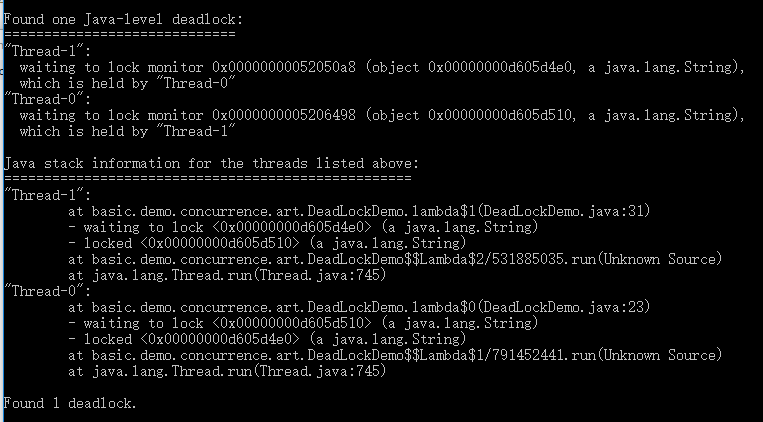 Found one Java-level deadlock:
=============================
"Thread-1":
  waiting to lock monitor 0x00000000052050a8 (object 0x00000000d605d4e0, a java.lang.String),
  which is held by "Thread-0"
"Thread-0":
  waiting to lock monitor 0x0000000005206498 (object 0x00000000d605d510, a java.lang.String),
  which is held by "Thread-1"
Java stack information for the threads listed above:
===================================================
"Thread-1":
        at basic.demo.concurrence.art.DeadLockDemo.lambda$1(DeadLockDemo.java:31)
        - waiting to lock <0x00000000d605d4e0> (a java.lang.String)
        - locked <0x00000000d605d510> (a java.lang.String)
        at basic.demo.concurrence.art.DeadLockDemo$$Lambda$2/531885035.run(Unknown Source)
        at java.lang.Thread.run(Thread.java:745)
"Thread-0":
        at basic.demo.concurrence.art.DeadLockDemo.lambda$0(DeadLockDemo.java:23)
        - waiting to lock <0x00000000d605d510> (a java.lang.String)
        - locked <0x00000000d605d4e0> (a java.lang.String)
        at basic.demo.concurrence.art.DeadLockDemo$$Lambda$1/791452441.run(Unknown Source)
        at java.lang.Thread.run(Thread.java:745)
Found 1 deadlock.